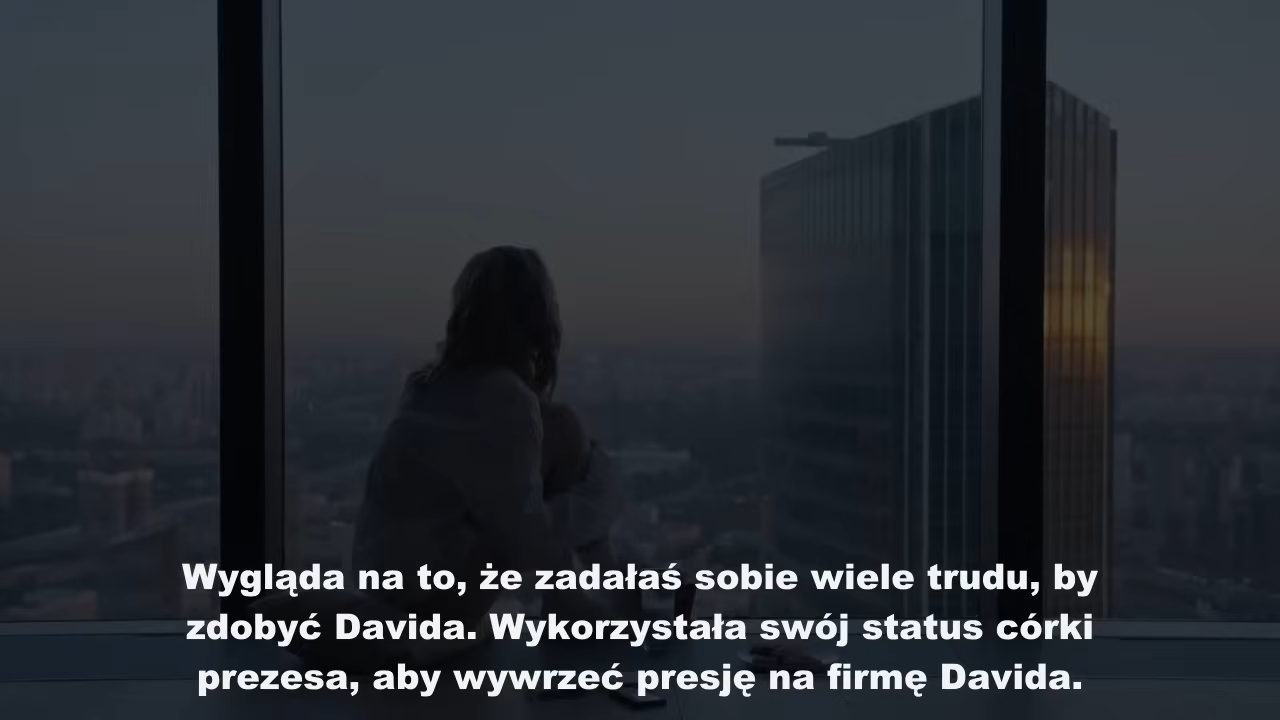 Wygląda na to, że zadałaś sobie wiele trudu, by
zdobyć Davida. Wykorzystała swój status córki
prezesa, aby wywrzeć presję na firmę Davida.